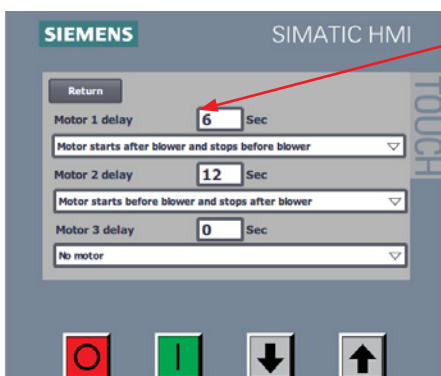 SIEMENS SIMATIC HMI
TOUCH
Return
Motor 1 delay 6 Sec
Motor starts after blower and stops before blower
Motor 2 delay 12 Sec
Motor starts before blower and stops after blower
Motor 3 delay 0 Sec
No motor